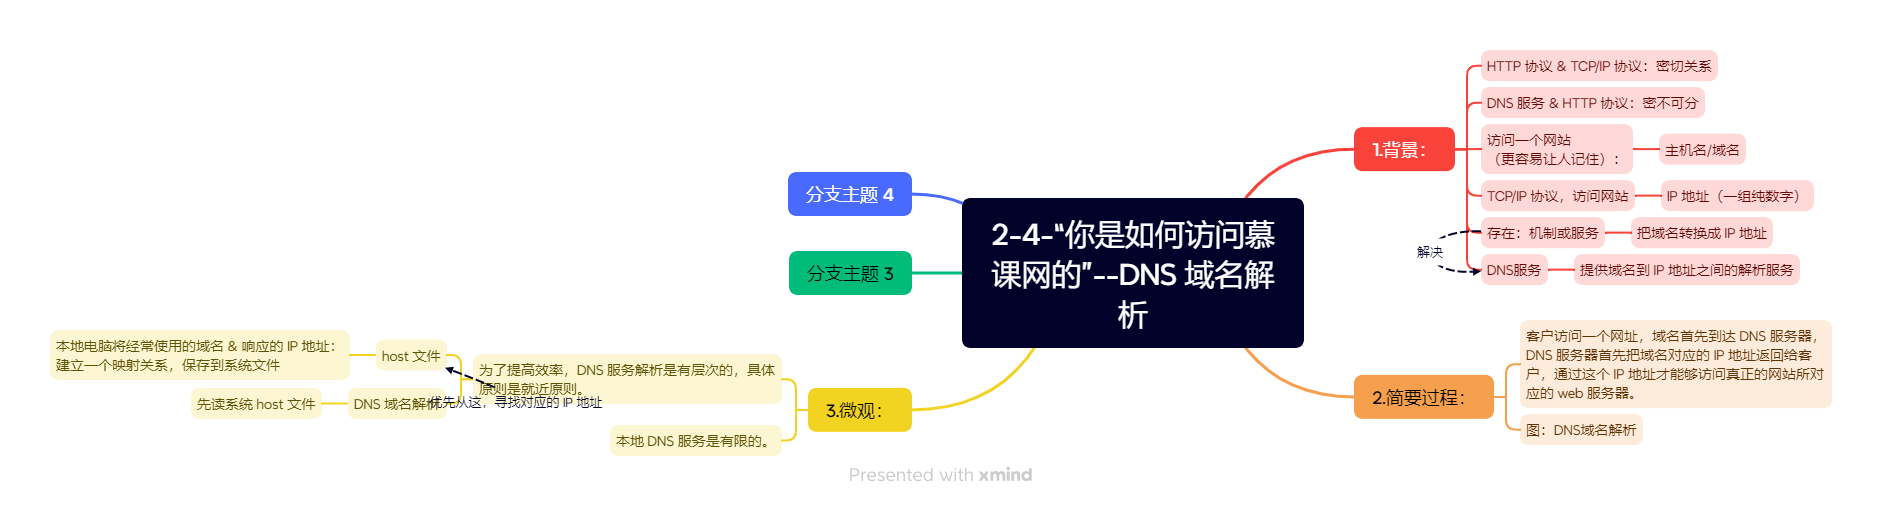 2-4-“你是如何访问慕
课网的”--DNS 域名解
析
1.背景：
HTTP 协议 & TCP/IP 协议：密切关系
DNS 服务 & HTTP 协议：密不可分
访问一个网站
（更容易让人记住）：
主机名/域名
TCP/IP 协议，访问网站
IP 地址（一组纯数字）
存在：机制或服务
把域名转换成 IP 地址
解决
DNS服务
提供域名到 IP 地址之间的解析服务
2.简要过程：
客户访问一个网址，域名首先到达 DNS 服务器，
DNS 服务器首先把域名对应的 IP 地址返回给客
户，通过这个 IP 地址才能够访问真正的网站所对
应的 web 服务器。
图：DNS域名解析
3.微观：
为了提高效率，DNS 服务解析是有层次的，具体
原则是就近原则。
host 文件
本地电脑将经常使用的域名 & 响应的 IP 地址：
建立一个映射关系，保存到系统文件
DNS 域名解析
先读系统 host 文件
优先从这，寻找对应的 IP 地址
本地 DNS 服务是有限的。
分支主题 3
分支主题 4
Presented with xmind